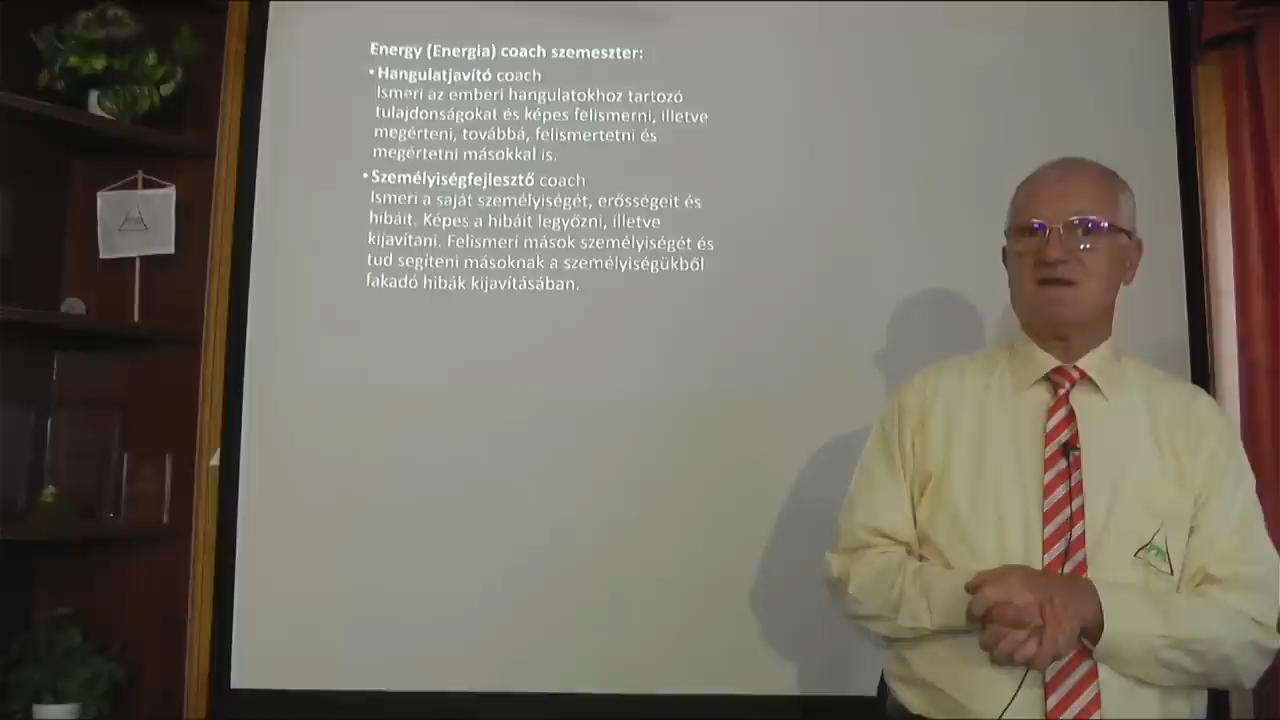 Energy (Energia) coach szemeszter:
• Hangulatjavító coach
Ismeri az emberi hangulatokhoz tartozó
tulajdonságokat és képes felismerni, illetve
megérteni, továbbá, felismertetni és
megértetni másokkal is.
• Személyiségfejlesztő coach
Ismeri a saját személyiségét, erősségeit és
hibáit. Képes a hibáit legyőzni, illetve
kijavítani. Felismeri mások személyiségét és
tud segíteni másoknak a személyiségükből
fakadó hibák kijavításában.